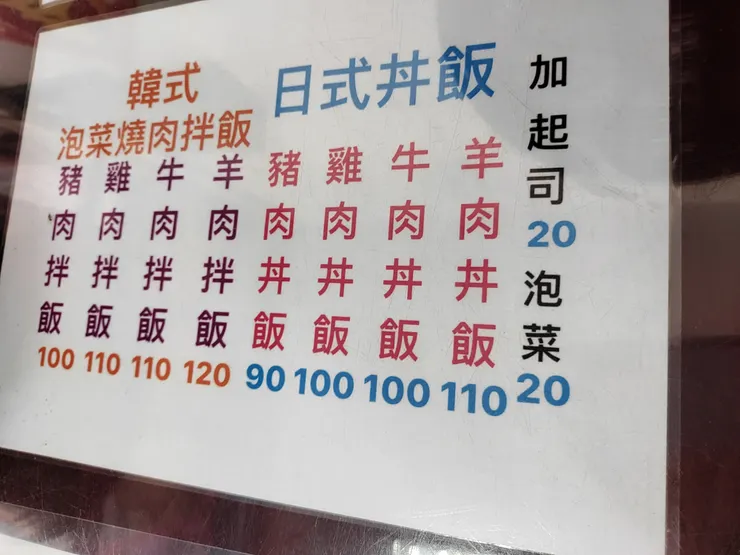 韓式
泡菜燒肉拌飯
豬肉拌飯 100
雞肉拌飯 110
牛肉拌飯 110
羊肉拌飯 120
日式丼飯
豬肉丼飯 90
雞肉丼飯 100
牛肉丼飯 100
羊肉丼飯 110
加起司 20
泡菜 20